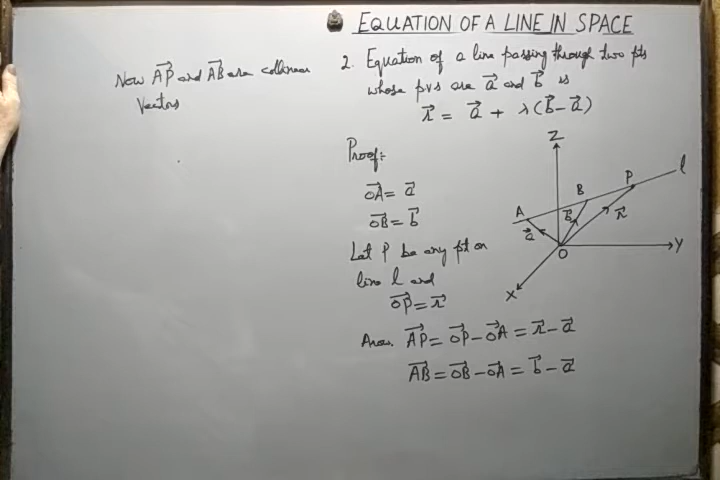 EQUATION OF A LINE IN SPACE
2. Equation of a line passing through two pts
whose pvs are a⃗ and b⃗ is
r⃗ = a⃗ + λ(b⃗ - a⃗)
Proof:-
OA⃗ = a⃗
OB⃗ = b⃗
Let P be any pt on
line l and
OP⃗ = r⃗
AP⃗ = OP⃗ - OA⃗ = r⃗ - a⃗
AB⃗ = OB⃗ - OA⃗ = b⃗ - a⃗
Z
A
B
P
l
a⃗
b⃗
r⃗
O
Y
X
Now AP⃗ and AB⃗ are collinear
vectors